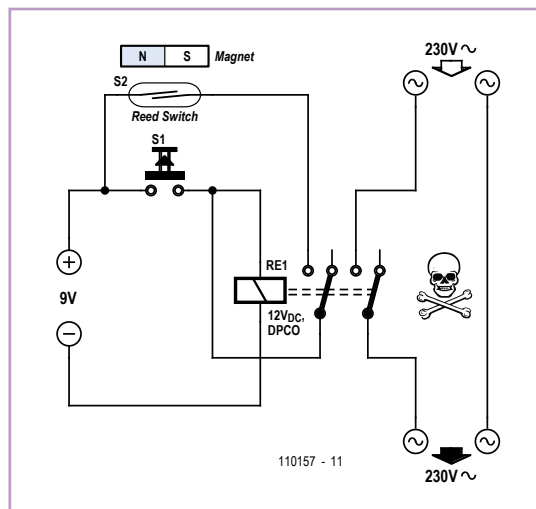 230V ~
N S Magnet
S2
Reed Switch
S1
+
RE1
9V
12VDC,
DPCO
–
110157 - 11
230V ~